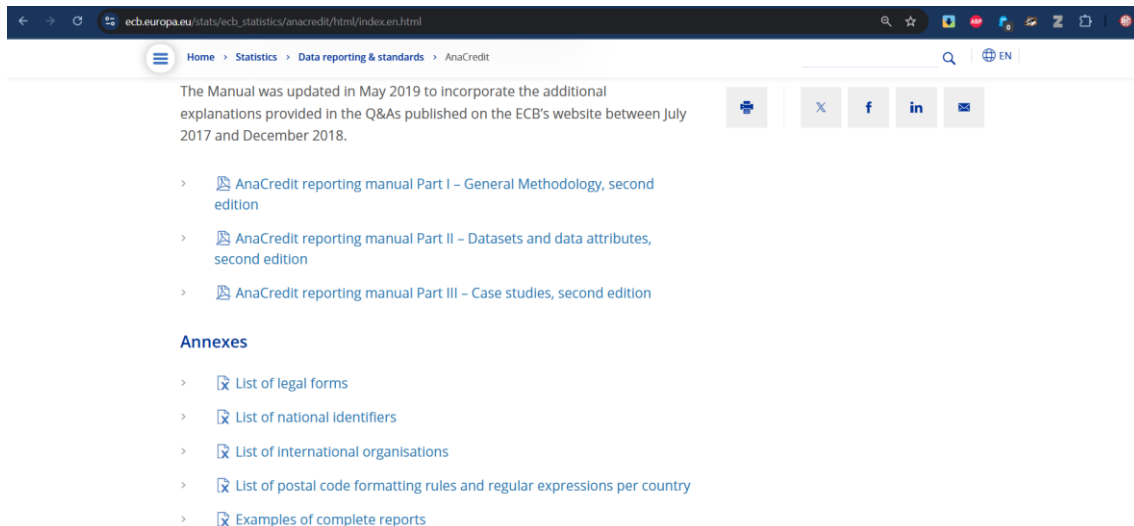 ecb.europa.eu/stats/ecb_statistics/anacredit/html/index.en.html
Home > Statistics > Data reporting & standards > AnaCredit
EN
The Manual was updated in May 2019 to incorporate the additional
explanations provided in the Q&As published on the ECB's website between July
2017 and December 2018.
AnaCredit reporting manual Part I – General Methodology, second
edition
AnaCredit reporting manual Part II – Datasets and data attributes,
second edition
AnaCredit reporting manual Part III – Case studies, second edition
Annexes
List of legal forms
List of national identifiers
List of international organisations
List of postal code formatting rules and regular expressions per country
Examples of complete reports